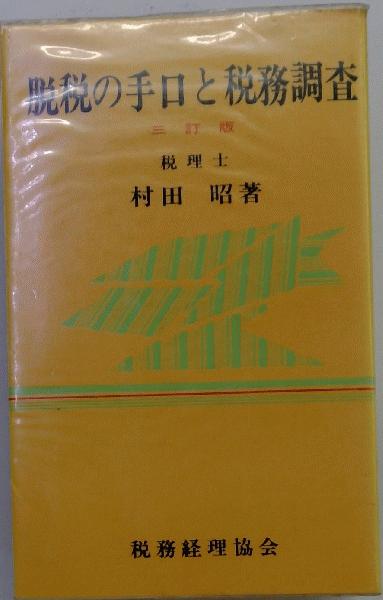 脱税の手口と税務調査
三訂版
税理士
村田 昭著
税務経理協会